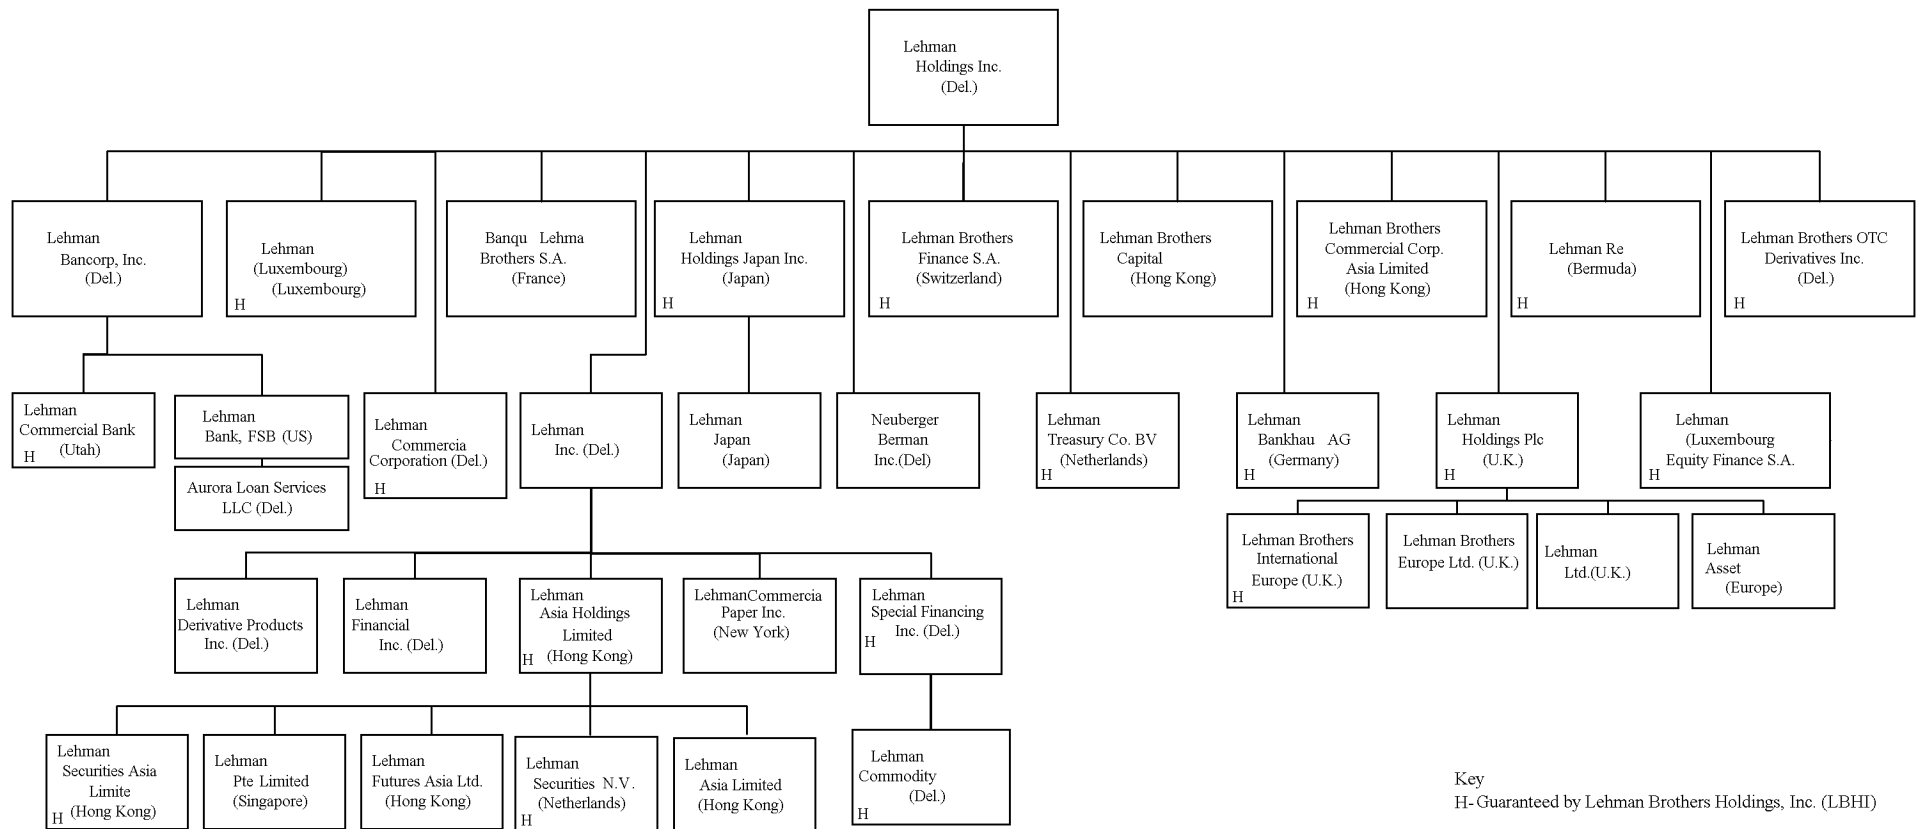 Lehman
Holdings Inc.
(Del.)
Lehman
Bancorp, Inc.
(Del.)
Lehman
(Luxembourg)
(Luxembourg)
H
Banqu Lehma
Brothers S.A.
(France)
Lehman
Holdings Japan Inc.
(Japan)
H
Lehman Brothers
Finance S.A.
(Switzerland)
H
Lehman Brothers
Capital
(Hong Kong)
Lehman Brothers
Commercial Corp.
Asia Limited
(Hong Kong)
H
Lehman Re
(Bermuda)
H
Lehman Brothers OTC
Derivatives Inc.
(Del.)
H
Lehman
Commercial Bank
(Utah)
H
Lehman
Bank, FSB (US)
Aurora Loan Services
LLC (Del.)
Lehman
Commercia
Corporation (Del.)
H
Lehman
Inc. (Del.)
Lehman
Japan
(Japan)
Neuberger
Berman
Inc.(Del)
Lehman
Treasury Co. BV
(Netherlands)
H
Lehman
Bankhau AG
(Germany)
H
Lehman
Holdings Plc
(U.K.)
H
Lehman
(Luxembourg
Equity Finance S.A.
H
Lehman Brothers
International
Europe (U.K.)
H
Lehman Brothers
Europe Ltd. (U.K.)
Lehman
Ltd.(U.K.)
Lehman
Asset
(Europe)
Lehman
Derivative Products
Inc. (Del.)
Lehman
Financial
Inc. (Del.)
Lehman
Asia Holdings
Limited
(Hong Kong)
H
LehmanCommercia
Paper Inc.
(New York)
Lehman
Special Financing
Inc. (Del.)
H
Lehman
Securities Asia
Limite
(Hong Kong)
H
Lehman
Pte Limited
(Singapore)
Lehman
Futures Asia Ltd.
(Hong Kong)
Lehman
Securities N.V.
(Netherlands)
H
Lehman
Asia Limited
(Hong Kong)
Lehman
Commodity
(Del.)
H
Key
H- Guaranteed by Lehman Brothers Holdings, Inc. (LBHI)